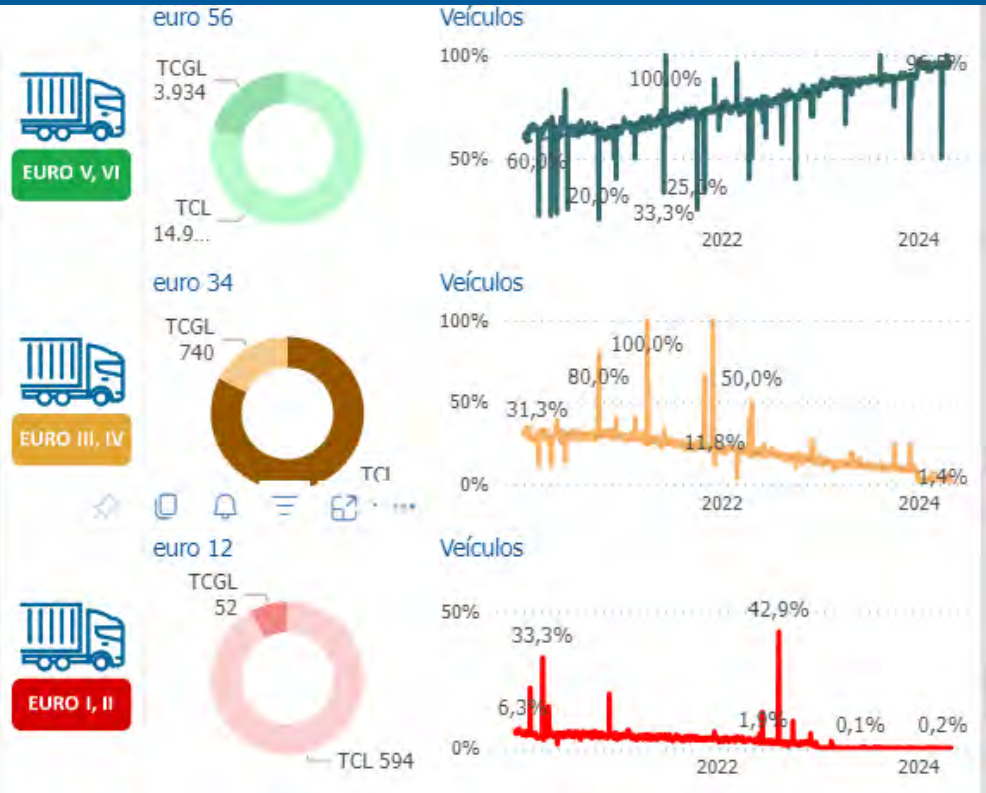 euro 56
Veículos
TCGL
3.934
TCL
14.9...
EURO V, VI
100%
50%
100,0%
60,0%
20,0%
33,3%
25,0%
2022
2024
euro 34
Veículos
TCGL
740
TCL
EURO III, IV
100%
50%
0%
31,3%
80,0%
100,0%
11,8%
50,0%
1,4%
2022
2024
euro 12
Veículos
TCGL
52
TCL 594
EURO I, II
50%
0%
6,3%
33,3%
42,9%
1,9%
0,1%
0,2%
2022
2024